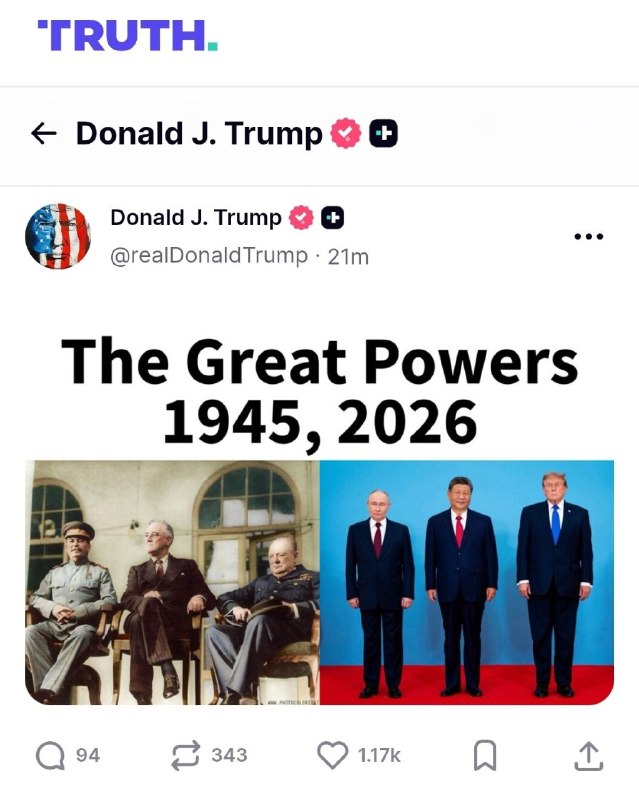 TRUTH.
Donald J. Trump
Donald J. Trump
@realDonaldTrump · 21m
The Great Powers
1945, 2026
94
343
1.17k